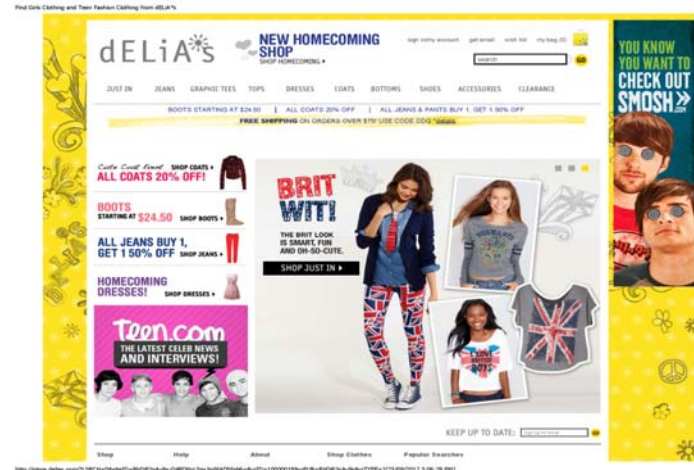 Find Girls Clothing and Teen Fashion Clothing from dELiA*s
dELiA*s
NEW HOMECOMING
SHOP
SHOP HOMECOMING
sign in/my account get email wish list my bag (0)
search GO
JUST IN JEANS GRAPHIC TEES TOPS DRESSES COATS BOTTOMS SHOES ACCESSORIES CLEARANCE
BOOTS STARTING AT $24.50 | ALL COATS 20% OFF | ALL JEANS & PANTS BUY 1, GET 1 50% OFF
FREE SHIPPING ON ORDERS OVER $75! USE CODE DDG *details
YOU KNOW
YOU WANT TO
CHECK OUT
SMOSH»
.COM
Cute Coat Event SHOP COATS
ALL COATS 20% OFF!
BOOTS
STARTING AT $24.50 SHOP BOOTS
ALL JEANS BUY 1,
GET 1 50% OFF SHOP JEANS
HOMECOMING
DRESSES! SHOP DRESSES
Teen.com
THE LATEST CELEB NEWS
AND INTERVIEWS!
BRIT
WIT!
THE BRIT LOOK
IS SMART, FUN
AND OH-SO-CUTE.
SHOP JUST IN
HOGWARTS
I LOVE
BOYS
KEEP UP TO DATE:
Shop Help About Shop Clothes Popular Searches